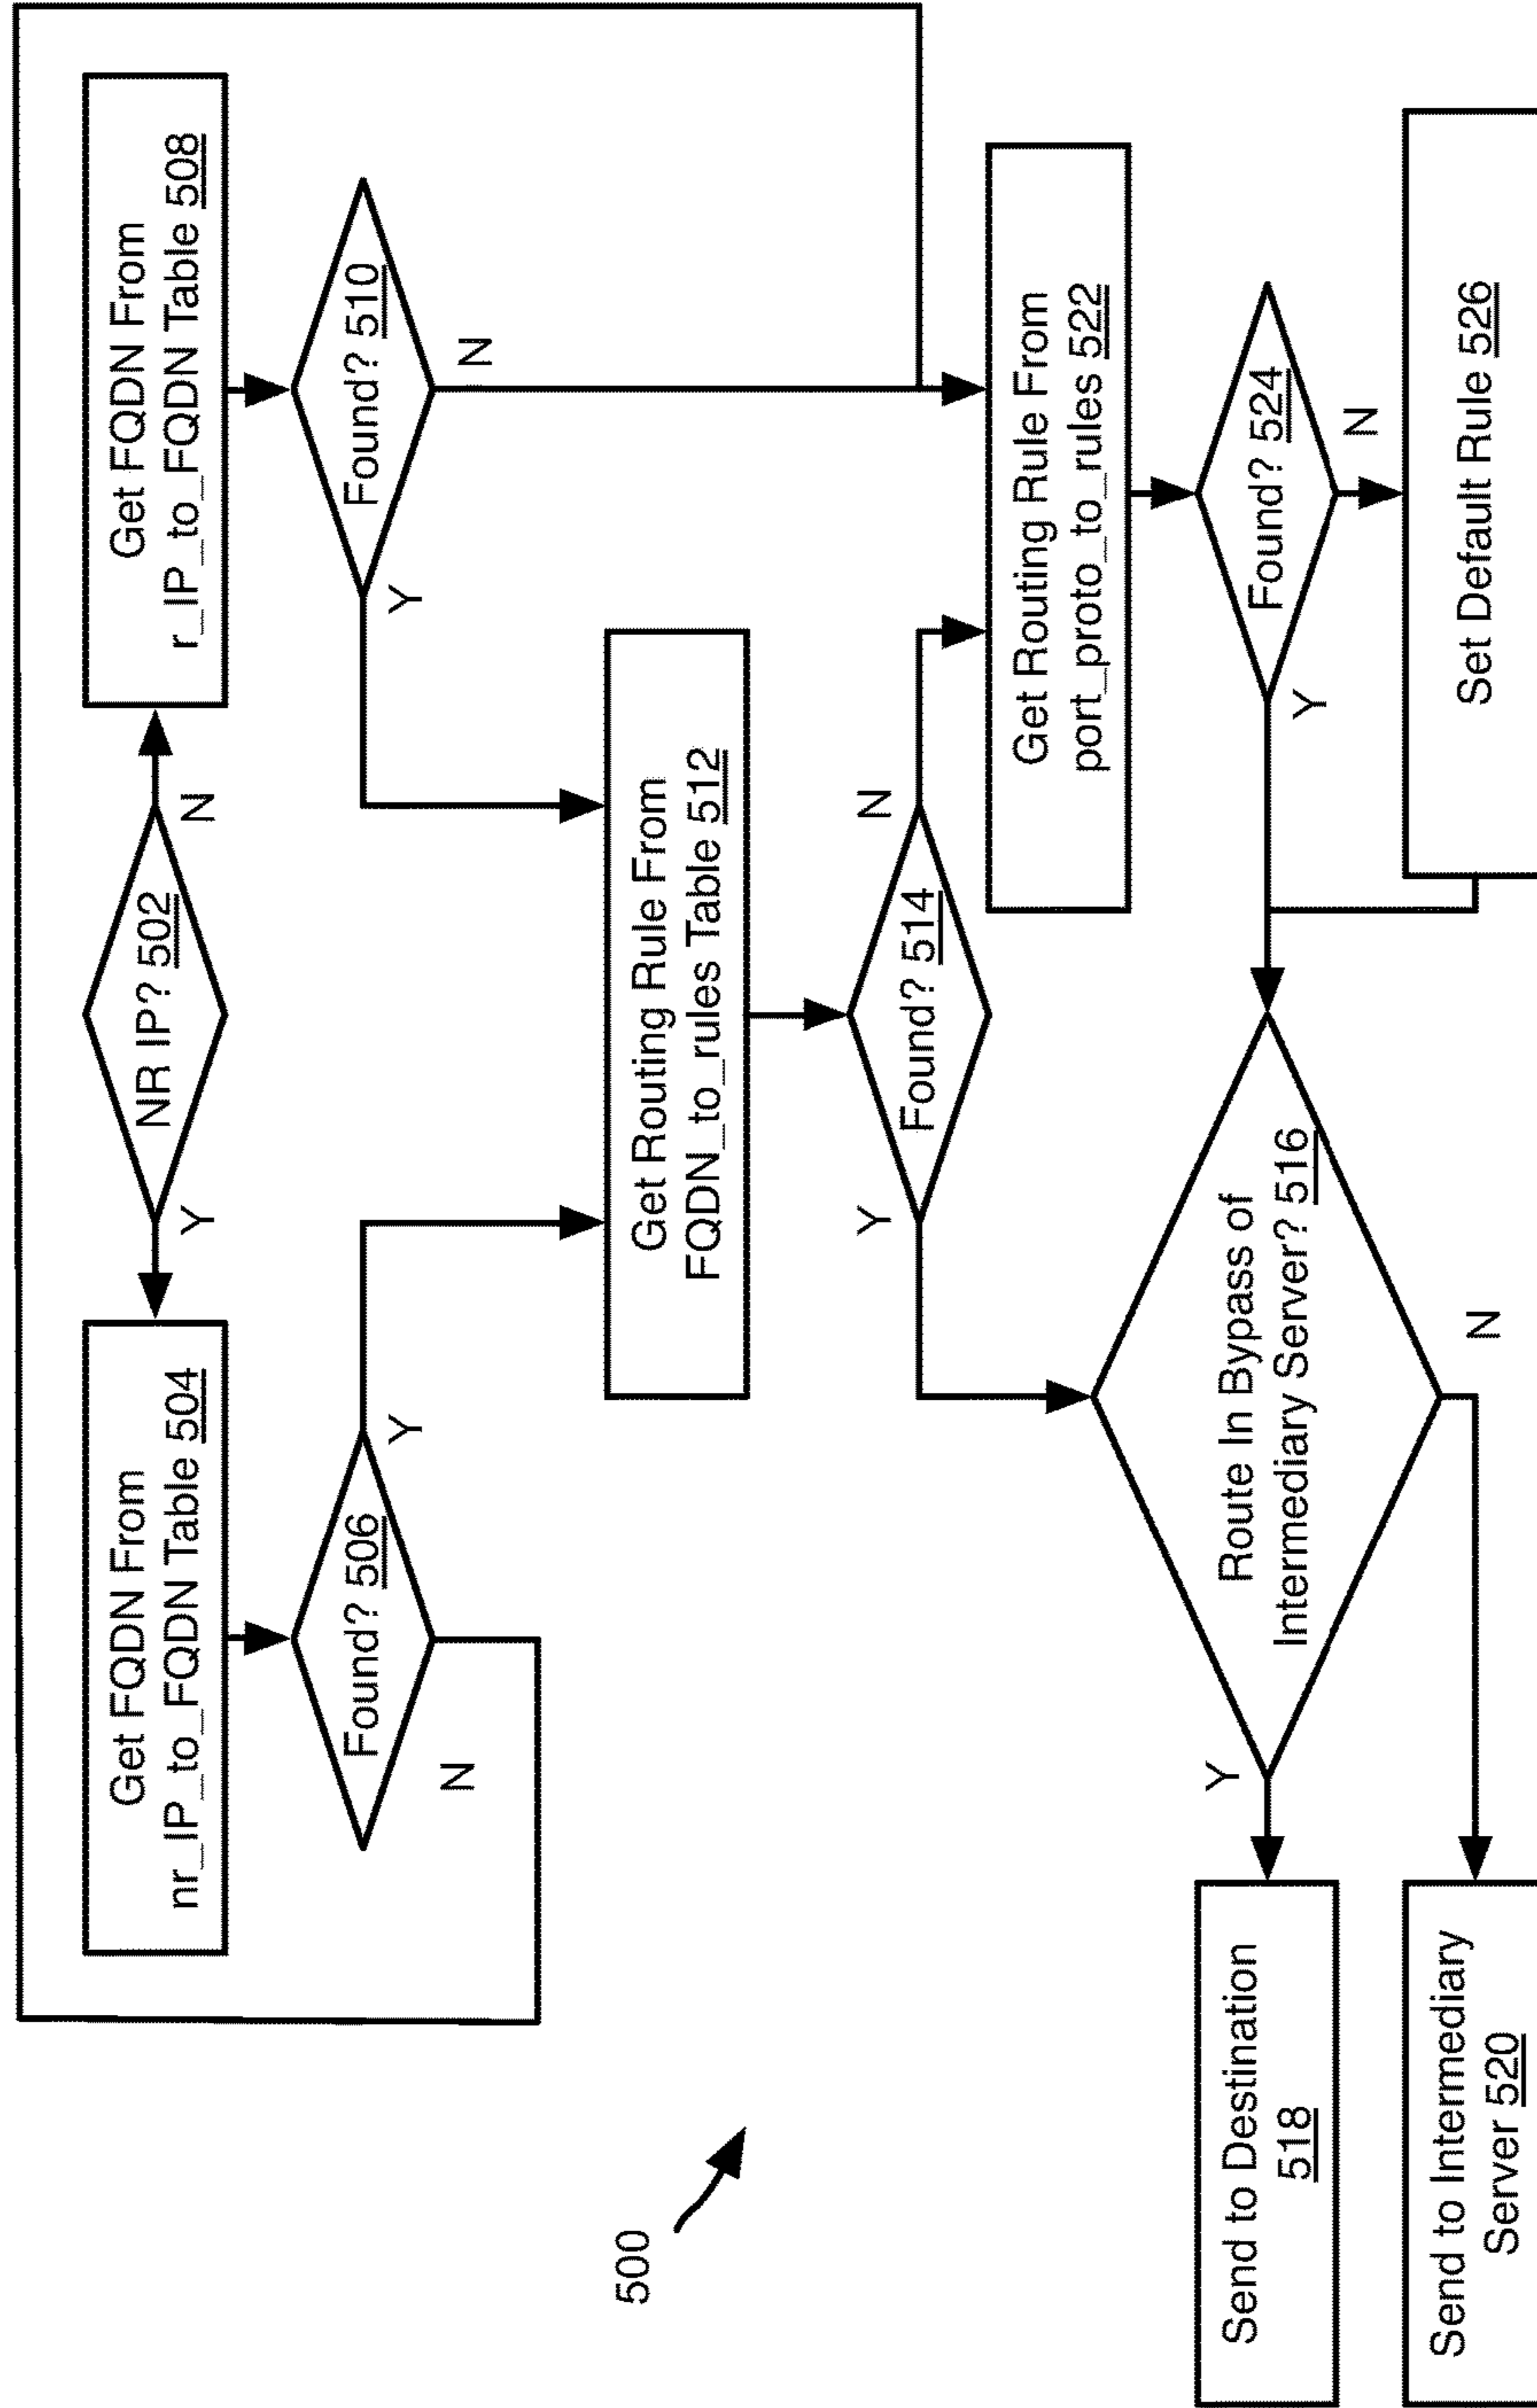 NR IP? 502
Y
N
Get FQDN From
nr_IP_to_FQDN Table 504
Get FQDN From
r_IP_to_FQDN Table 508
Found? 506
Y
N
Found? 510
Y
N
Get Routing Rule From
FQDN_to_rules Table 512
500
Found? 514
Y
N
Get Routing Rule From
port_proto_to_rules 522
Route In Bypass of
Intermediary Server? 516
Y
N
Found? 524
Y
N
Send to Destination
518
Send to Intermediary
Server 520
Set Default Rule 526